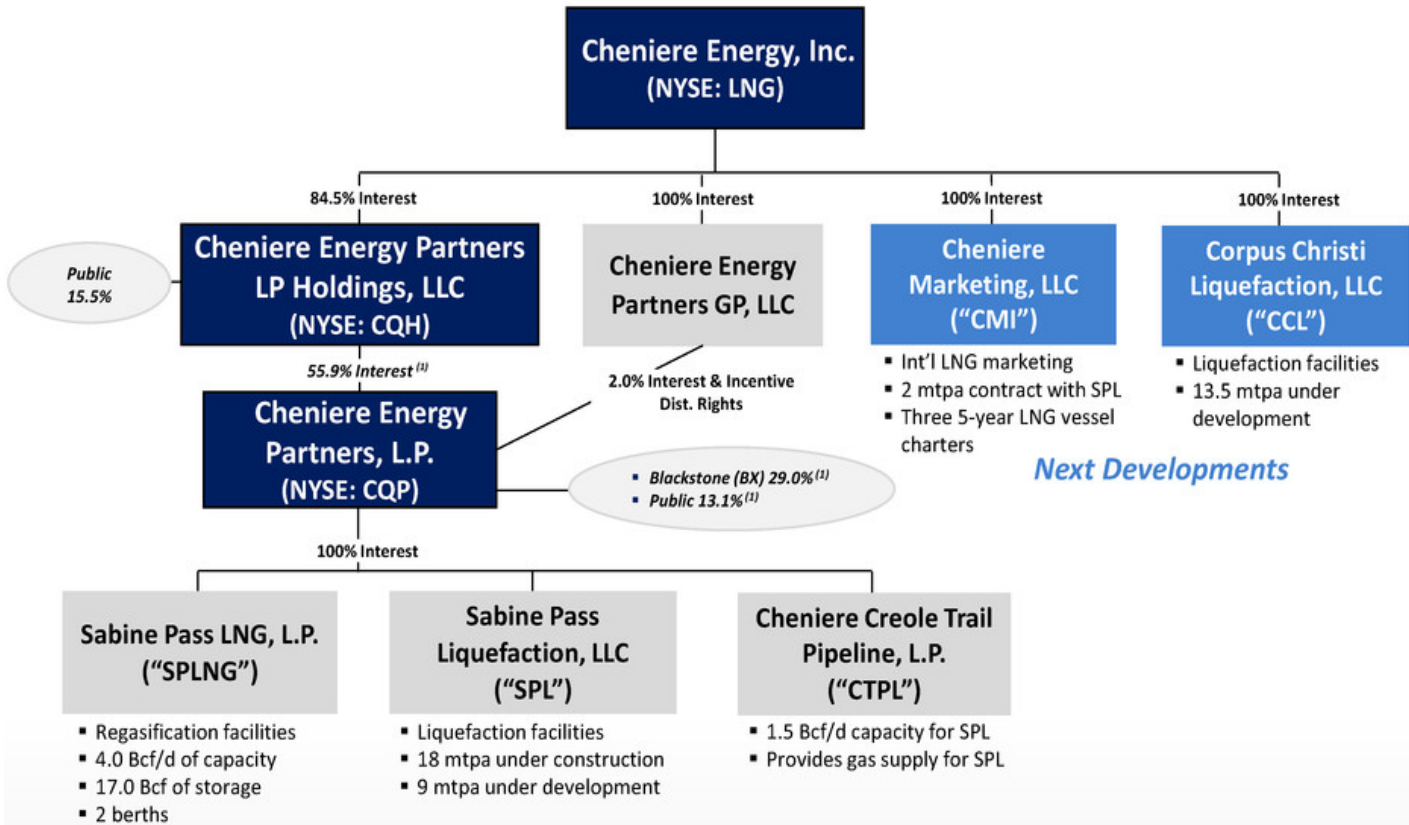 Cheniere Energy, Inc.
(NYSE: LNG)
84.5% Interest
100% Interest
100% Interest
100% Interest
Public
15.5%
Cheniere Energy Partners
LP Holdings, LLC
(NYSE: CQH)
Cheniere Energy
Partners GP, LLC
Cheniere
Marketing, LLC
(“CMI”)
Corpus Christi
Liquefaction, LLC
(“CCL”)
▪ Int’l LNG marketing
▪ 2 mtpa contract with SPL
▪ Three 5-year LNG vessel
charters
▪ Liquefaction facilities
▪ 13.5 mtpa under
development
55.9% Interest (1)
2.0% Interest & Incentive
Dist. Rights
Cheniere Energy
Partners, L.P.
(NYSE: CQP)
▪ Blackstone (BX) 29.0% (1)
▪ Public 13.1% (1)
Next Developments
100% Interest
Sabine Pass LNG, L.P.
(“SPLNG”)
Sabine Pass
Liquefaction, LLC
(“SPL”)
Cheniere Creole Trail
Pipeline, L.P.
(“CTPL”)
▪ Regasification facilities
▪ 4.0 Bcf/d of capacity
▪ 17.0 Bcf of storage
▪ 2 berths
▪ Liquefaction facilities
▪ 18 mtpa under construction
▪ 9 mtpa under development
▪ 1.5 Bcf/d capacity for SPL
▪ Provides gas supply for SPL